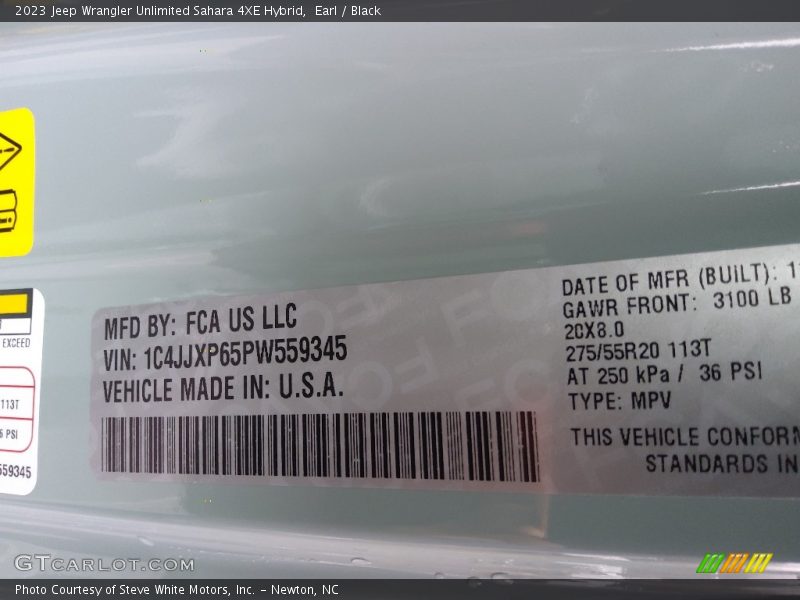 2023 Jeep Wrangler Unlimited Sahara 4XE Hybrid, Earl / Black
EXCEED
113T
PSI
559345
MFD BY: FCA US LLC
VIN: 1C4JJXP65PW559345
VEHICLE MADE IN: U.S.A.
DATE OF MFR (BUILT): 1
GAWR FRONT: 3100 LB
2CX8.0
275/55R20 113T
AT 250 kPa / 36 PSI
TYPE: MPV
THIS VEHICLE CONFORM
STANDARDS IN
GTCARLOT.COM
Photo Courtesy of Steve White Motors, Inc. – Newton, NC